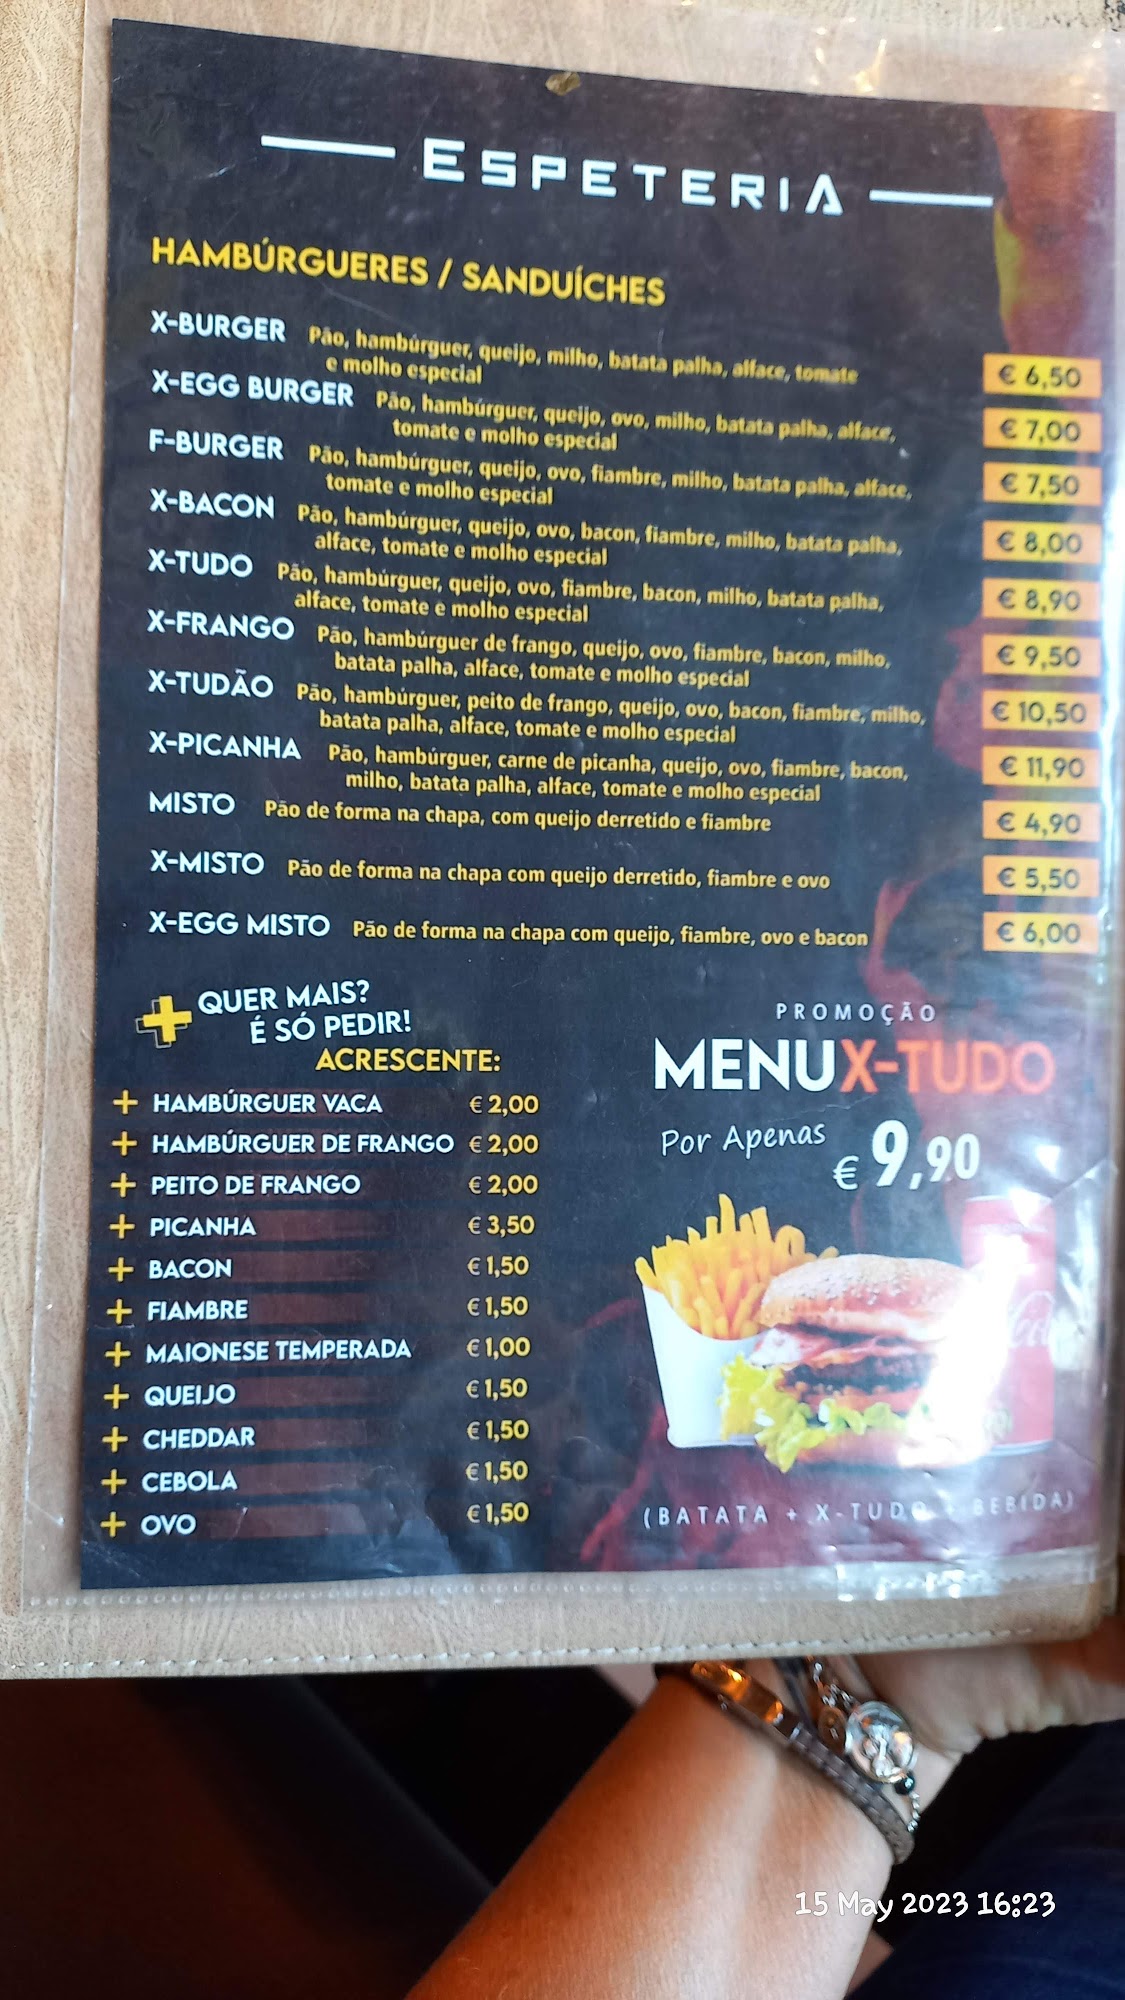 ESPETERIA
HAMBÚRGUERES / SANDUÍCHES
X-BURGER Pão, hambúrguer, queijo, milho, batata palha, alface, tomate
e molho especial
€ 6,50
X-EGG BURGER Pão, hambúrguer, queijo, ovo, milho, batata palha, alface,
tomate e molho especial
€ 7,00
F-BURGER Pão, hambúrguer, queijo, ovo, fiambre, milho, batata palha, alface,
tomate e molho especial
€ 7,50
X-BACON Pão, hambúrguer, queijo, ovo, bacon, fiambre, milho, batata palha,
alface, tomate e molho especial
€ 8,00
X-TUDO Pão, hambúrguer, queijo, ovo, fiambre, bacon, milho, batata palha,
alface, tomate e molho especial
€ 8,90
X-FRANGO Pão, hambúrguer de frango, queijo, ovo, fiambre, bacon, milho,
batata palha, alface, tomate e molho especial
€ 9,50
X-TUDÃO Pão, hambúrguer, peito de frango, queijo, ovo, bacon, fiambre, milho,
batata palha, alface, tomate e molho especial
€ 10,50
X-PICANHA Pão, hambúrguer, carne de picanha, queijo, ovo, fiambre, bacon,
milho, batata palha, alface, tomate e molho especial
€ 11,90
MISTO Pão de forma na chapa, com queijo derretido e fiambre € 4,90
X-MISTO Pão de forma na chapa com queijo derretido, fiambre e ovo € 5,50
X-EGG MISTO Pão de forma na chapa com queijo, fiambre, ovo e bacon € 6,00
+ QUER MAIS?
É SÓ PEDIR!
ACRESCENTE:
+ HAMBÚRGUER VACA € 2,00
+ HAMBÚRGUER DE FRANGO € 2,00
+ PEITO DE FRANGO € 2,00
+ PICANHA € 3,50
+ BACON € 1,50
+ FIAMBRE € 1,50
+ MAIONESE TEMPERADA € 1,00
+ QUEIJO € 1,50
+ CHEDDAR € 1,50
+ CEBOLA € 1,50
+ OVO € 1,50
PROMOÇÃO
MENU X-TUDO
Por Apenas
€ 9,90
(BATATA + X-TUDO + BEBIDA)
15 May 2023 16:23